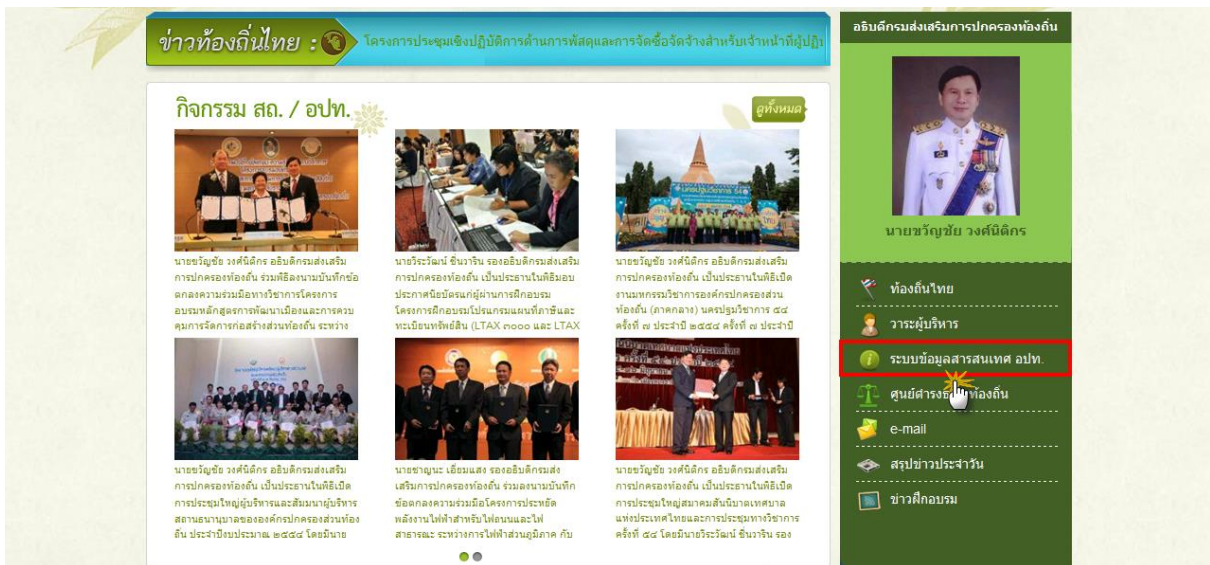 ข่าวท้องถิ่นไทย :
โครงการประชุมเชิงปฏิบัติการด้านการพัสดุและการจัดซื้อจัดจ้างสำหรับเจ้าหน้าที่ผู้ปฏิบ
กิจกรรม สถ. / อปท.
ดูทั้งหมด
นายขวัญชัย วงศ์นิติกร อธิบดีกรมส่งเสริม
การปกครองท้องถิ่น ร่วมพิธีลงนามบันทึกข้อ
ตกลงความร่วมมือทางวิชาการโครงการ
อบรมหลักสูตรการพัฒนาเมืองและการควบ
คุมการจัดการก่อสร้างส่วนท้องถิ่น ระหว่าง
นายวีระวัฒน์ ชื่นวาริน รองอธิบดีกรมส่งเสริม
การปกครองท้องถิ่น เป็นประธานในพิธีมอบ
ประกาศนียบัตรแก่ผู้ผ่านการฝึกอบรม
โครงการฝึกอบรมโปรแกรมแผนที่ภาษีและ
ทะเบียนทรัพย์สิน (LTAX ๓๐๐๐ และ LTAX
นายขวัญชัย วงศ์นิติกร อธิบดีกรมส่งเสริม
การปกครองท้องถิ่น เป็นประธานในพิธีเปิด
งานมหกรรมวิชาการองค์กรปกครองส่วน
ท้องถิ่น (ภาคกลาง) นครปฐมวิชาการ ๕๔
ครั้งที่ ๗ ประจำปี ๒๕๕๔ ครั้งที่ ๗ ประจำปี
นายขวัญชัย วงศ์นิติกร อธิบดีกรมส่งเสริม
การปกครองท้องถิ่น เป็นประธานในพิธีเปิด
การประชุมใหญ่ผู้บริหารและสัมมนาผู้บริหาร
สถานธนานุบาลขององค์กรปกครองส่วนท้อง
ถิ่น ประจำปีงบประมาณ ๒๕๕๔ โดยมีนาย
นายชาญนะ เอี่ยมแสง รองอธิบดีกรมส่ง
เสริมการปกครองท้องถิ่น ร่วมลงนามบันทึก
ข้อตกลงความร่วมมือโครงการประหยัด
พลังงานไฟฟ้าสำหรับไฟถนนและไฟ
สาธารณะ ระหว่างการไฟฟ้าส่วนภูมิภาค กับ
นายขวัญชัย วงศ์นิติกร อธิบดีกรมส่งเสริม
การปกครองท้องถิ่น เป็นประธานในพิธีเปิด
การประชุมใหญ่สมาคมสันนิบาตเทศบาล
แห่งประเทศไทยและการประชุมทางวิชาการ
ครั้งที่ ๕๔ โดยมีนายวีระวัฒน์ ชื่นวาริน รอง
อธิบดีกรมส่งเสริมการปกครองท้องถิ่น
นายขวัญชัย วงศ์นิติกร
ท้องถิ่นไทย
วาระผู้บริหาร
ระบบข้อมูลสารสนเทศ อปท.
ศูนย์ดำรงธ ท้องถิ่น
e-mail
สรุปข่าวประจำวัน
ข่าวฝึกอบรม